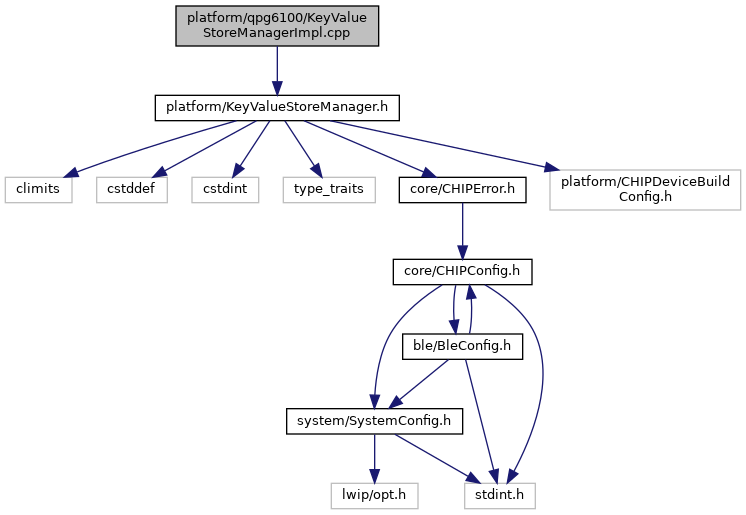 platform/qpg6100/KeyValue
StoreManagerImpl.cpp
platform/KeyValueStoreManager.h
climits
cstddef
cstdint
type_traits
core/CHIPError.h
platform/CHIPDeviceBuild
Config.h
core/CHIPConfig.h
ble/BleConfig.h
system/SystemConfig.h
lwip/opt.h
stdint.h